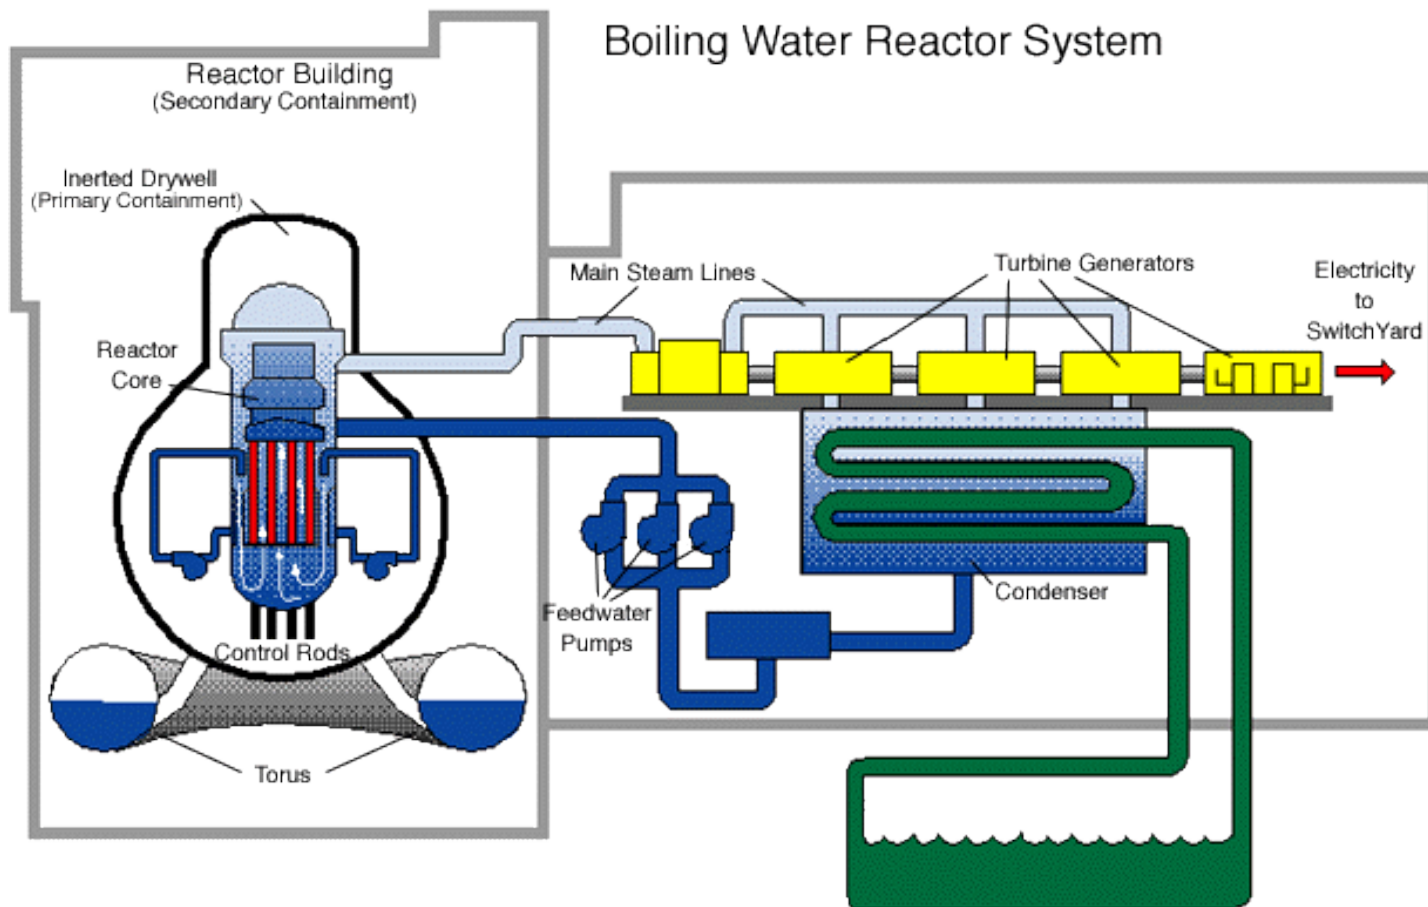 Boiling Water Reactor System
Reactor Building
(Secondary Containment)
Inerted Drywell
(Primary Containment)
Main Steam Lines
Turbine Generators
Electricity
to
SwitchYard
Reactor
Core
Condenser
Feedwater
Pumps
Control Rods
Torus